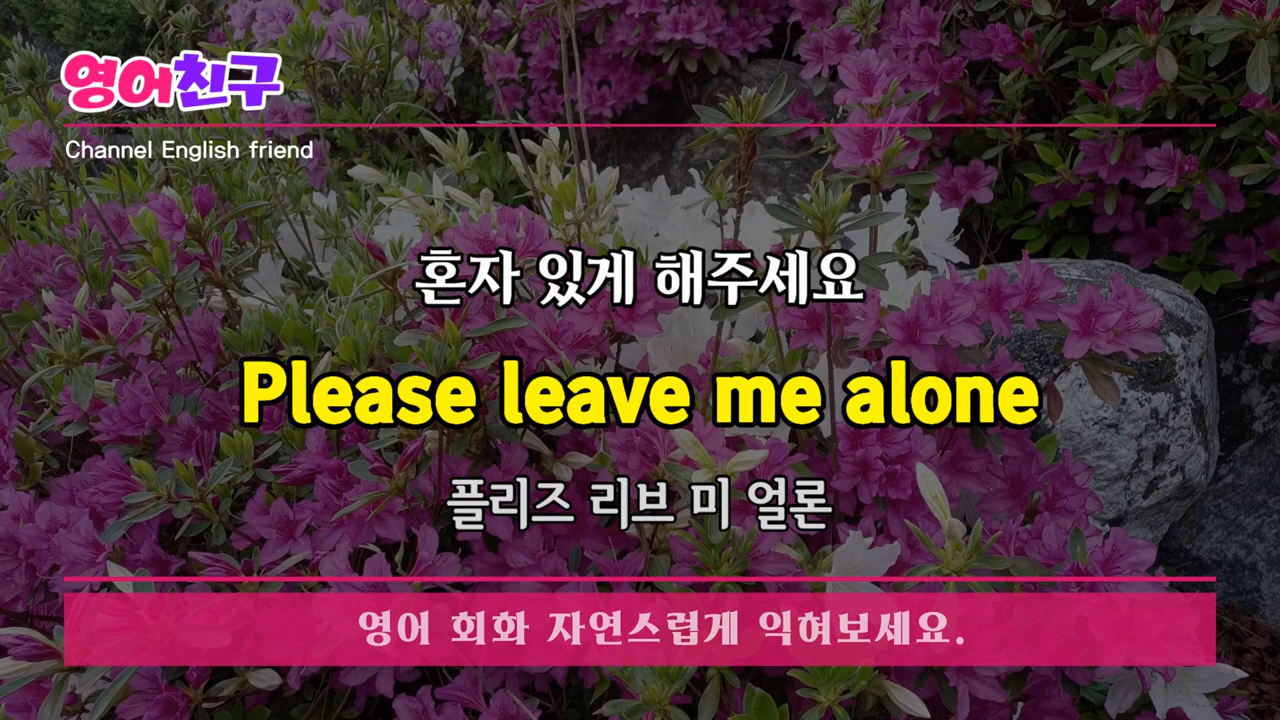 영어친구
Channel English friend
혼자 있게 해주세요
Please leave me alone
플리즈 리브 미 얼론
영어 회화 자연스럽게 익혀보세요.